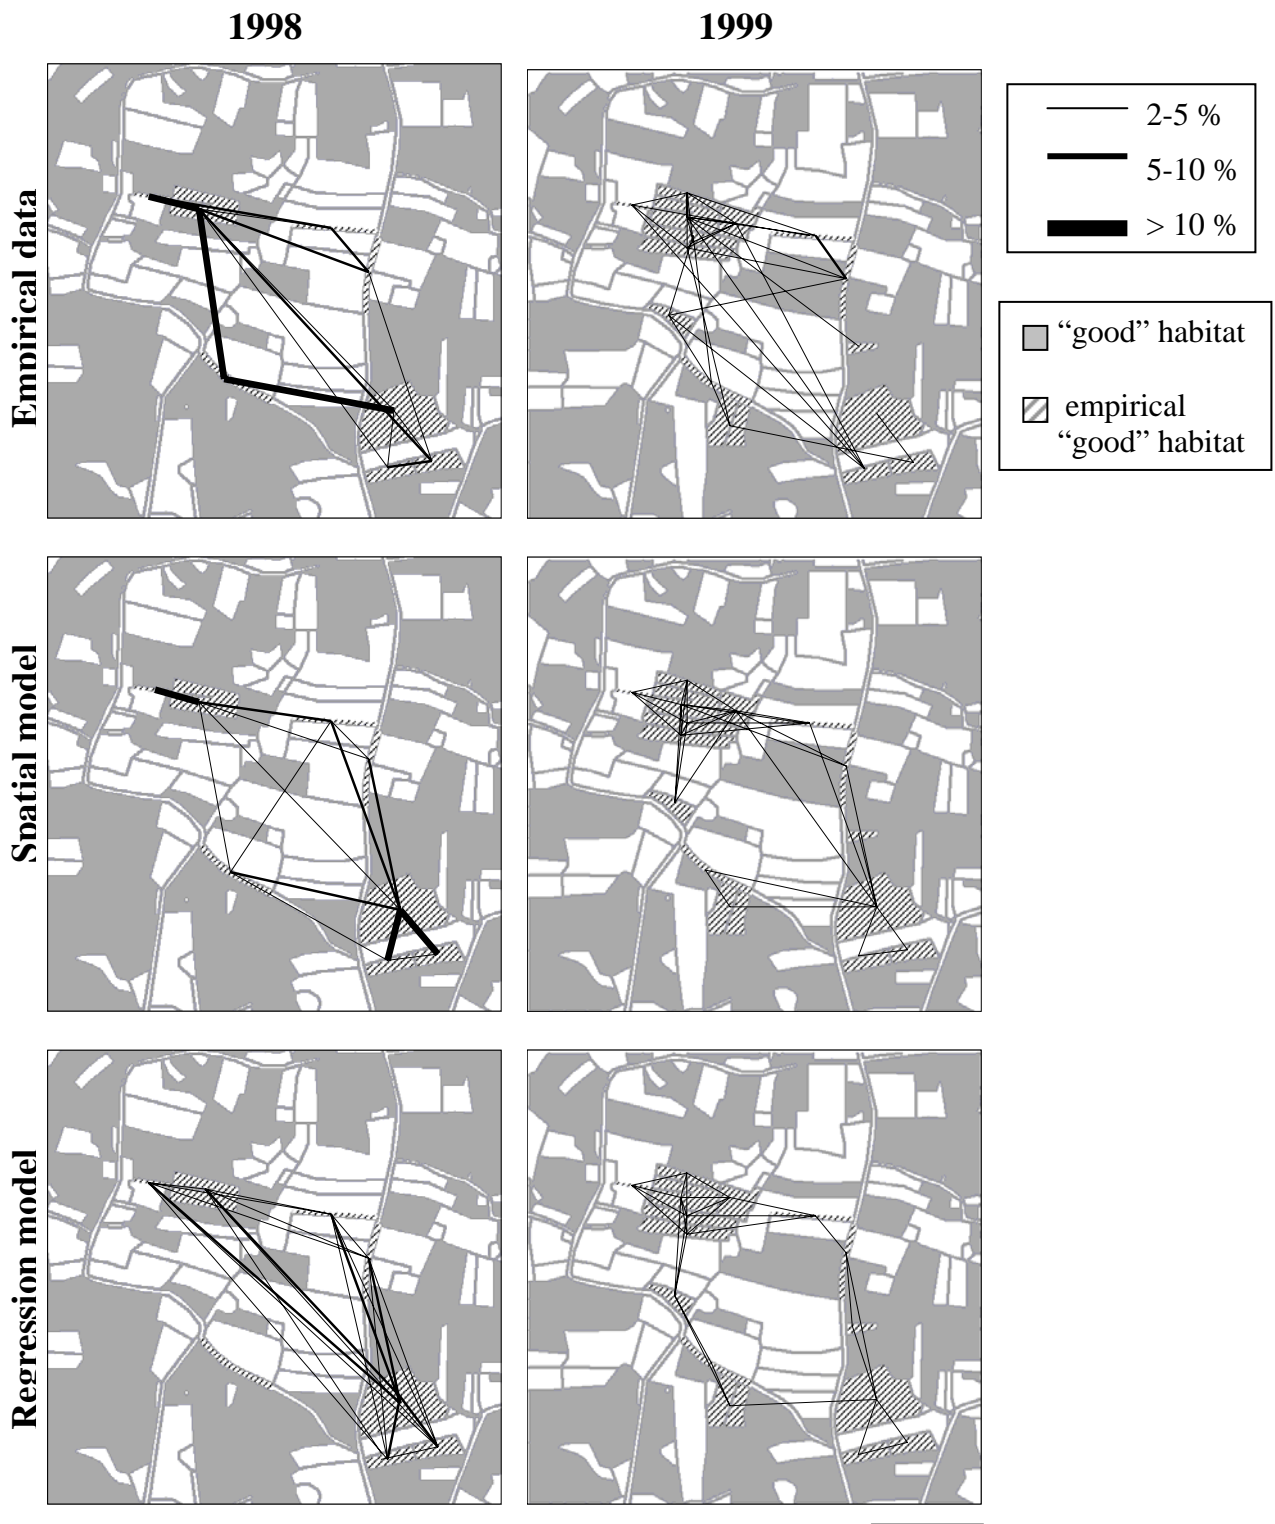 1998
1999
Empirical data
2-5 %
5-10 %
> 10 %
“good” habitat
empirical
“good” habitat
Spatial model
Regression model